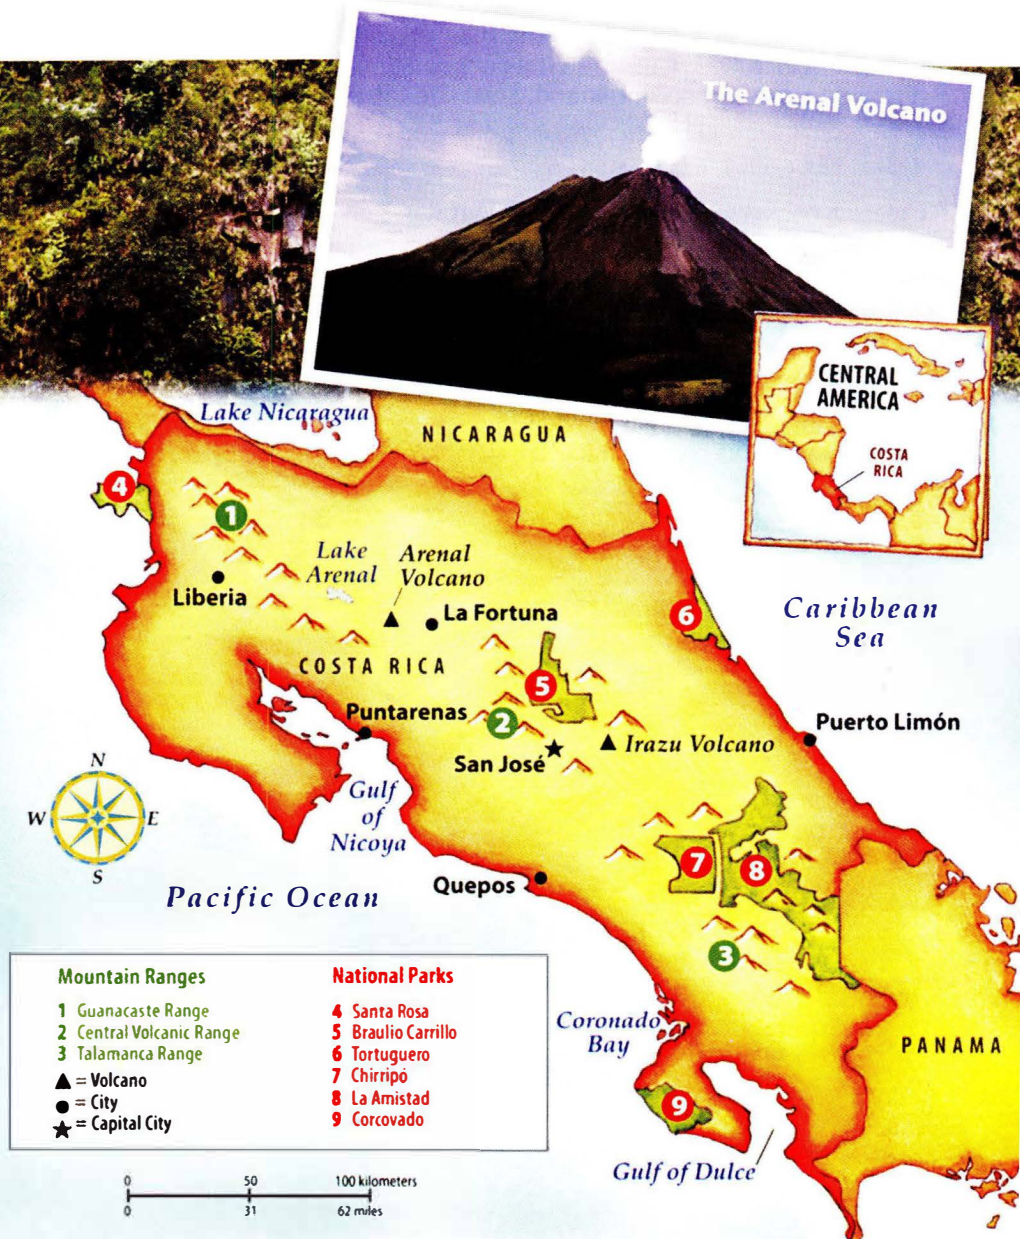 The Arenal Volcano
CENTRAL
AMERICA
COSTA
RICA
Lake Nicaragua
NICARAGUA
4
1
Lake
Arenal
Arenal
Volcano
Liberia
La Fortuna
6
Caribbean
Sea
COSTA RICA
5
Puntarenas
2
San José
Irazu Volcano
Puerto Limón
N
W
E
S
Gulf
of
Nicoya
7
8
Quepos
Pacific Ocean
3
Mountain Ranges
1 Guanacaste Range
2 Central Volcanic Range
3 Talamanca Range
= Volcano
= City
= Capital City
National Parks
4 Santa Rosa
5 Braulio Carrillo
6 Tortuguero
7 Chirripó
8 La Amistad
9 Corcovado
Coronado
Bay
PANAMA
9
Gulf of Dulce
0 50 100 kilometers
0 31 62 miles